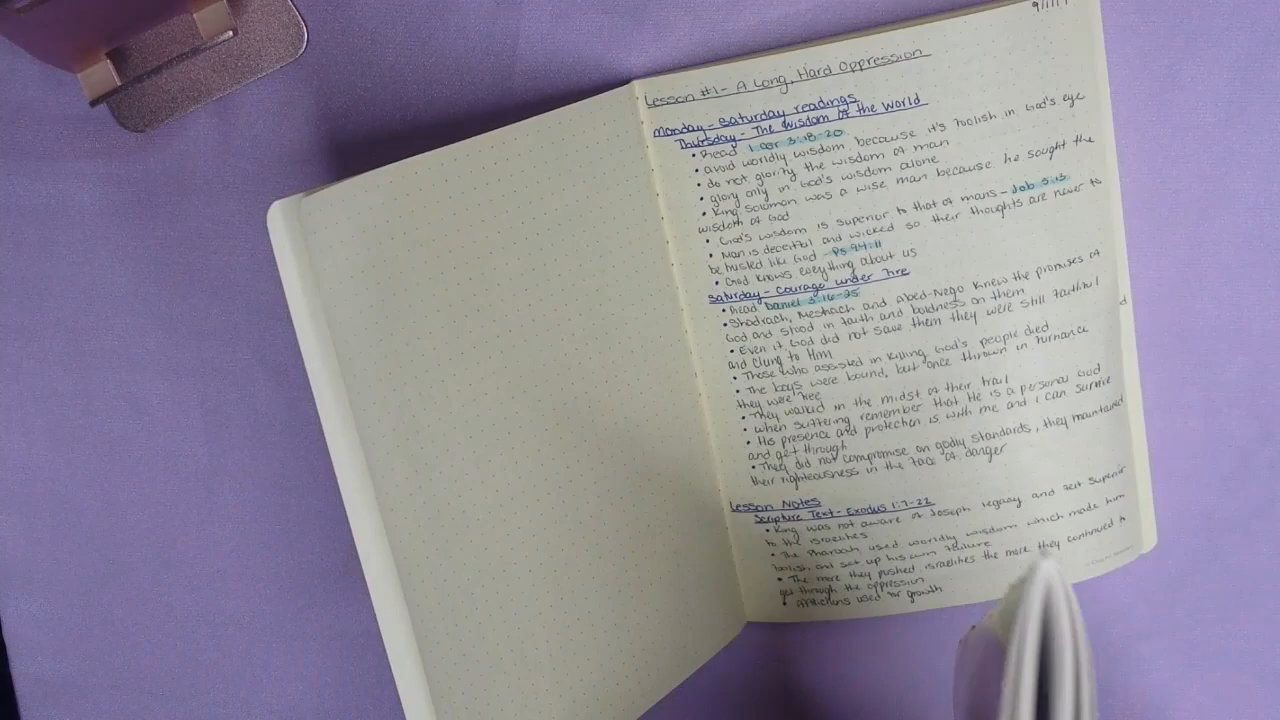 9/1/19
Lesson #1 - A Long, Hard Oppression
Monday - Saturday readings
Thursday - The Wisdom of the World
• Read 1 Cor 3:18-20
• avoid worldly wisdom because it's foolish in God's eye
• do not glorify the wisdom of man
• glory only in God's wisdom alone
• King Solomon was a wise man because he sought the
wisdom of God
• God's wisdom is superior to that of mans - Job 5:13
• Man is deceitful and wicked so their thoughts are never to
be trusted like God - Ps 94:11
• God knows everything about us
Saturday - Courage under fire
• Read Daniel 3:16-25
• Shadrach, Meshach and Abed-Nego knew the promises of
God and stood in faith and boldness on them
• Even if God did not save them they were still faithful
and clung to Him
• Those who assisted in killing God's people died
• The boys were bound, but once thrown in furnance
they were free
• They walked in the midst of their trail
• when suffering remember that He is a personal God
• His presence and protection is with me and I can survive
and get through
• They did not compromise on godly standards, they maintained
their righteousness in the face of danger
Lesson Notes
Scripture Text - Exodus 1:7-22
• King was not aware of Joseph legacy and felt superior
to the Israelites
• The Pharoah used worldly wisdom which made him
foolish and set up his own failure
• The more they pushed Israelites the more they continued to
get through the oppression
• afflictions used for growth
d